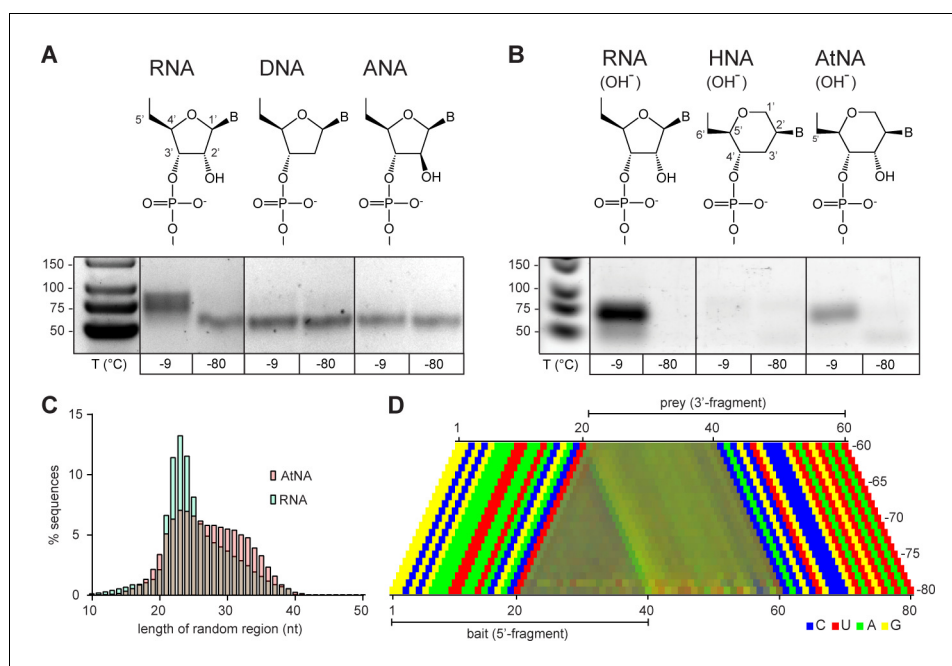 A
RNA DNA ANA
B
5' 4' 1' 3' 2'
O
B
OH
O
O=P-O-
O
O
B
O
O=P-O-
O
O
B
OH
O
O=P-O-
O
150
100
75
50
T (°C) -9 -80 -9 -80 -9 -80
B
RNA HNA AtNA
(OH-) (OH-) (OH-)
O
B
OH
O
O=P-O-
O
O
1'
2'
3'
4'
5'
6'
B
O
O=P-O-
O
O
5'
B
OH
O
O=P-O-
O
150
100
75
50
T (°C) -9 -80 -9 -80 -9 -80
C
15
10
5
0
% sequences
AtNA
RNA
10 20 30 40 50
length of random region (nt)
D
prey (3'-fragment)
1 20 40 60
-60
-65
-70
-75
-80
1 20 40 60 80
bait (5'-fragment)
C U A G